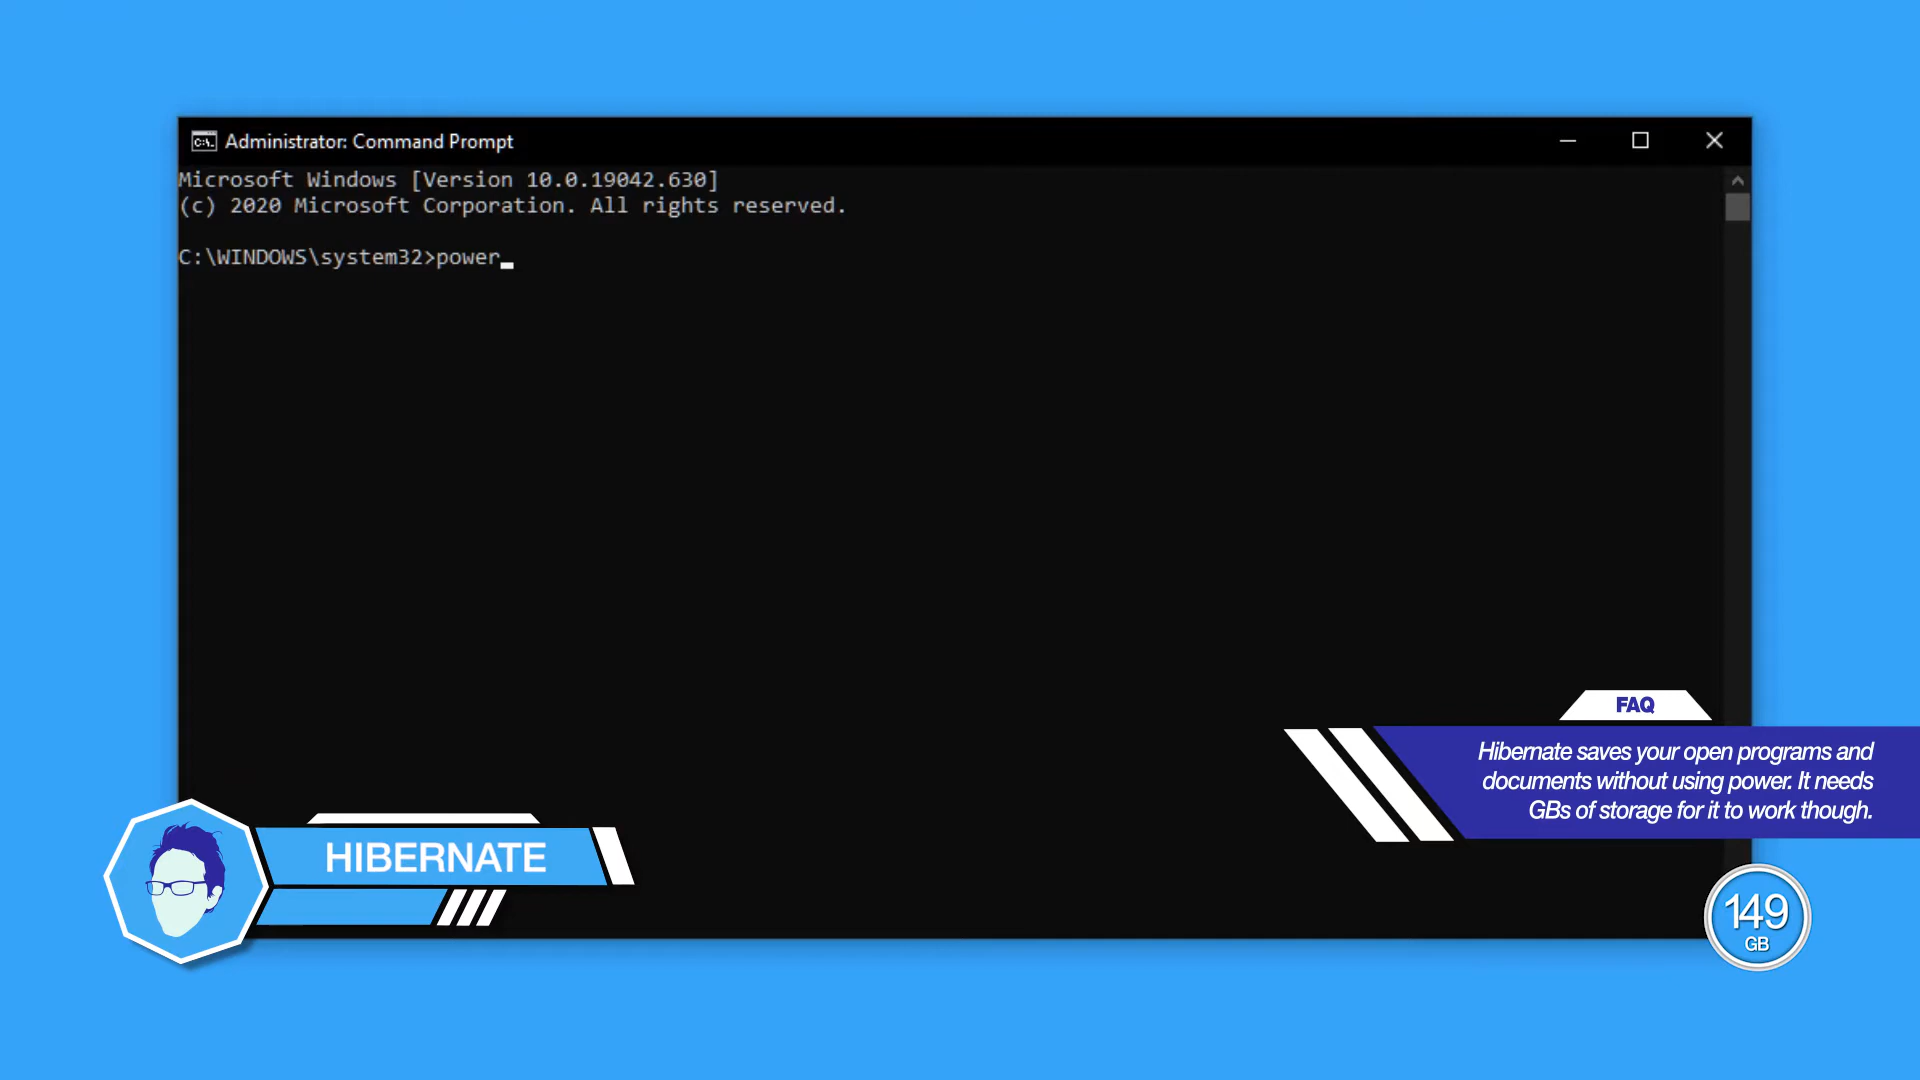 Administrator: Command Prompt
Microsoft Windows [Version 10.0.19042.630]
(c) 2020 Microsoft Corporation. All rights reserved.
C:\WINDOWS\system32>power_
FAQ
Hibernate saves your open programs and
documents without using power. It needs
GBs of storage for it to work though.
HIBERNATE
149
GB